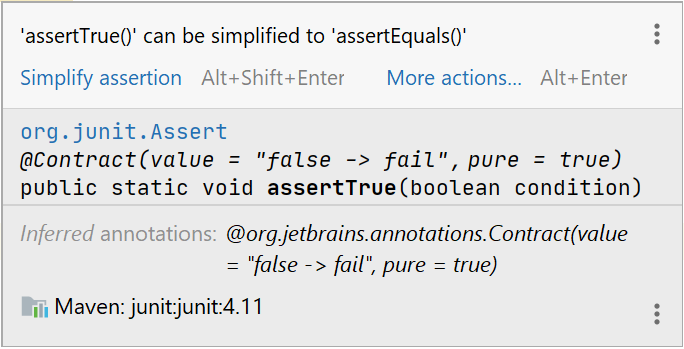 'assertTrue()' can be simplified to 'assertEquals()'
Simplify assertion Alt+Shift+Enter More actions... Alt+Enter
org.junit.Assert
@Contract(value = "false -> fail", pure = true)
public static void assertTrue(boolean condition)
Inferred annotations: @org.jetbrains.annotations.Contract(value
= "false -> fail", pure = true)
Maven: junit:junit:4.11